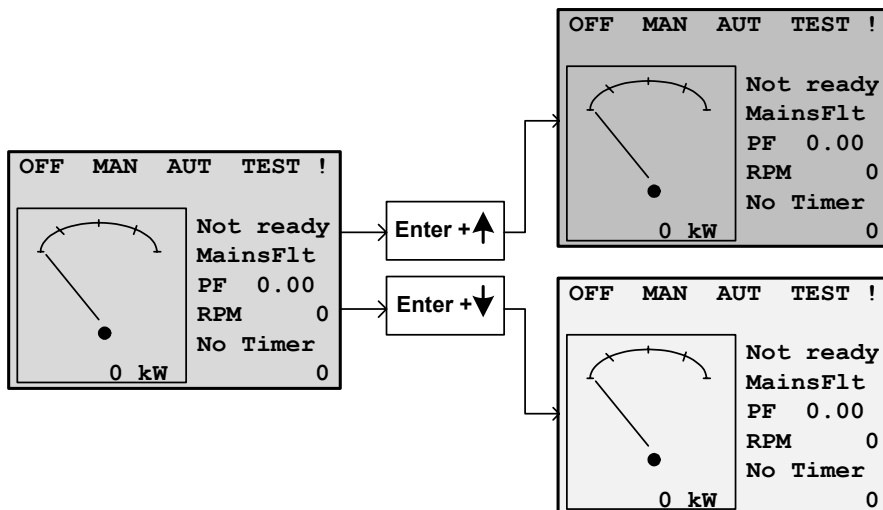 OFF MAN AUT TEST !
Not ready
MainsFlt
PF 0.00
RPM 0
No Timer
0 kW 0
Enter +
Enter +
OFF MAN AUT TEST !
Not ready
MainsFlt
PF 0.00
RPM 0
No Timer
0 kW 0
OFF MAN AUT TEST !
Not ready
MainsFlt
PF 0.00
RPM 0
No Timer
0 kW 0